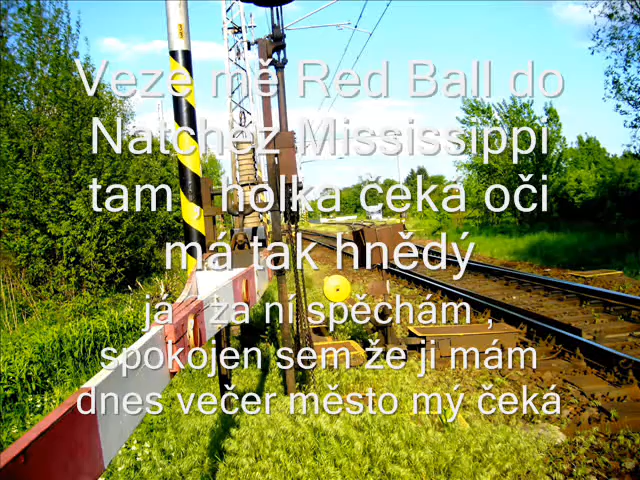 Veze mě Red Ball do
Natchez Mississippi
tam holka čeká oči
má tak hnědý
já za ní spěchám ,
spokojen sem že ji mám
dnes večer město mý čeká